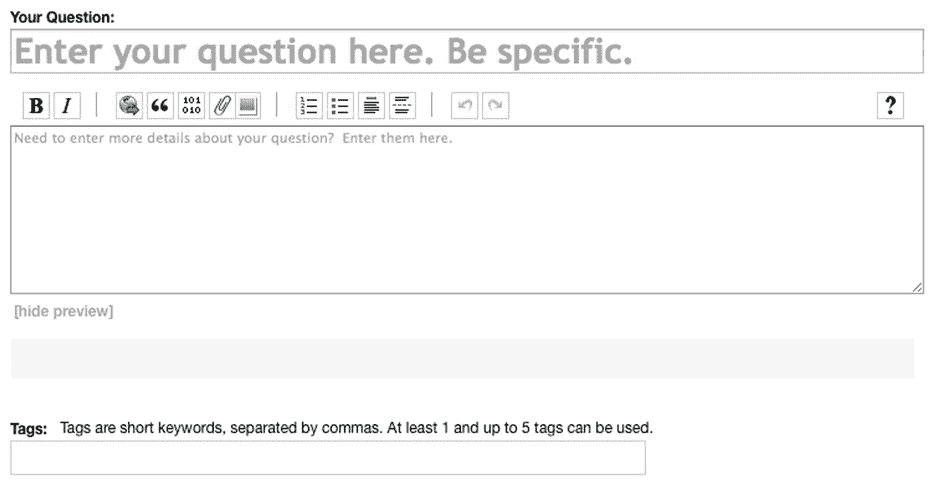 Your Question:
Enter your question here. Be specific.
B I 101 010 ?
Need to enter more details about your question? Enter them here.
[hide preview]
Tags: Tags are short keywords, separated by commas. At least 1 and up to 5 tags can be used.